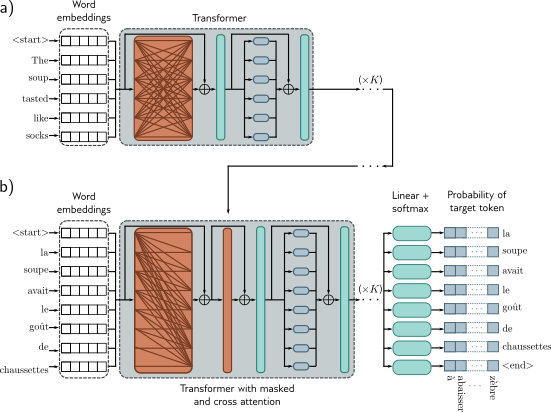 a)
Word
embeddings
Transformer
<start>
The
soup
tasted
like
socks
(×K)
· · · ·
· · · ·
b)
Word
embeddings
<start>
la
soupe
avait
le
goût
de
chaussettes
Transformer with masked
and cross attention
(×K)
· · · ·
Linear +
softmax
Probability of
target token
la
soupe
avait
le
goût
de
chaussettes
<end>
à
abaisser
· · ·
zèbre